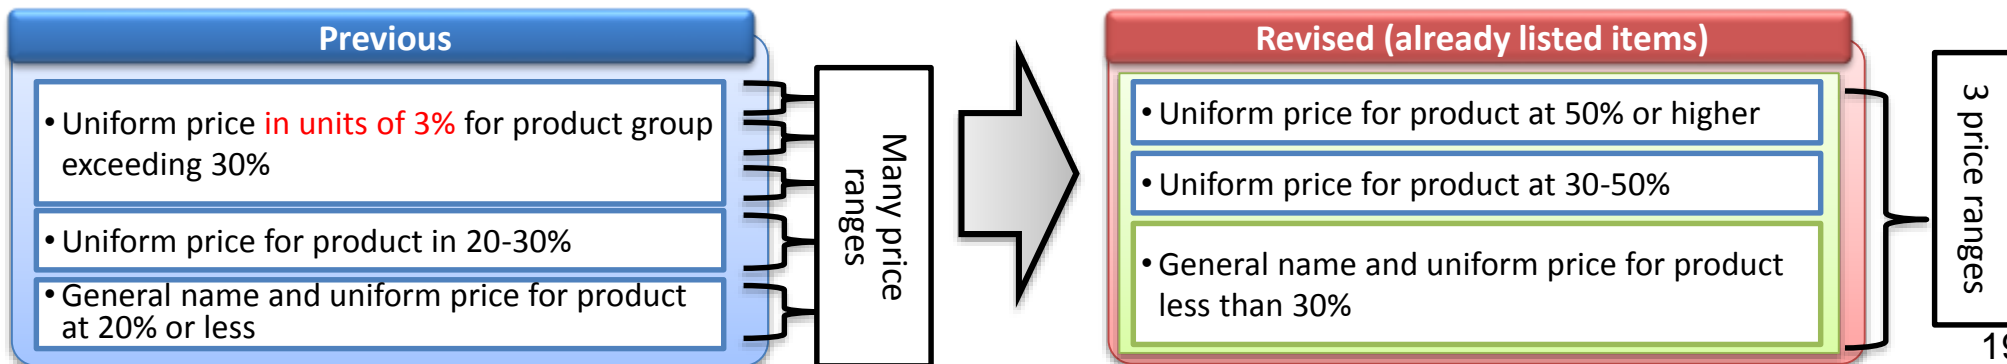 Previous
• Uniform price in units of 3% for product group
exceeding 30%
• Uniform price for product in 20-30%
• General name and uniform price for product
at 20% or less
Many price
ranges
Revised (already listed items)
• Uniform price for product at 50% or higher
• Uniform price for product at 30-50%
• General name and uniform price for product
less than 30%
3 price ranges
19